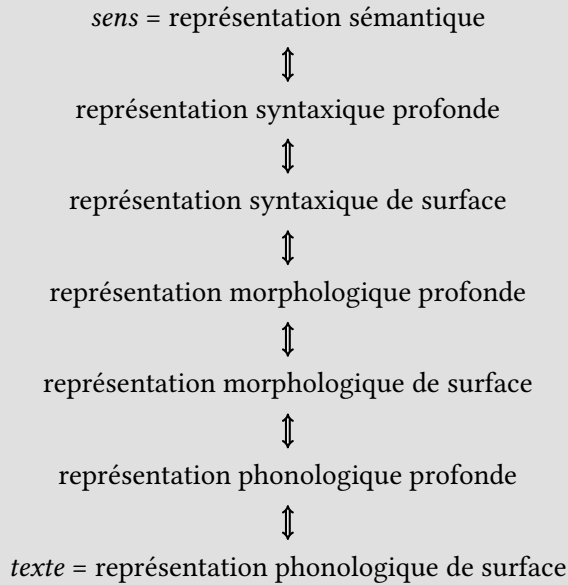 sens = représentation sémantique
⇕
représentation syntaxique profonde
⇕
représentation syntaxique de surface
⇕
représentation morphologique profonde
⇕
représentation morphologique de surface
⇕
représentation phonologique profonde
⇕
texte = représentation phonologique de surface